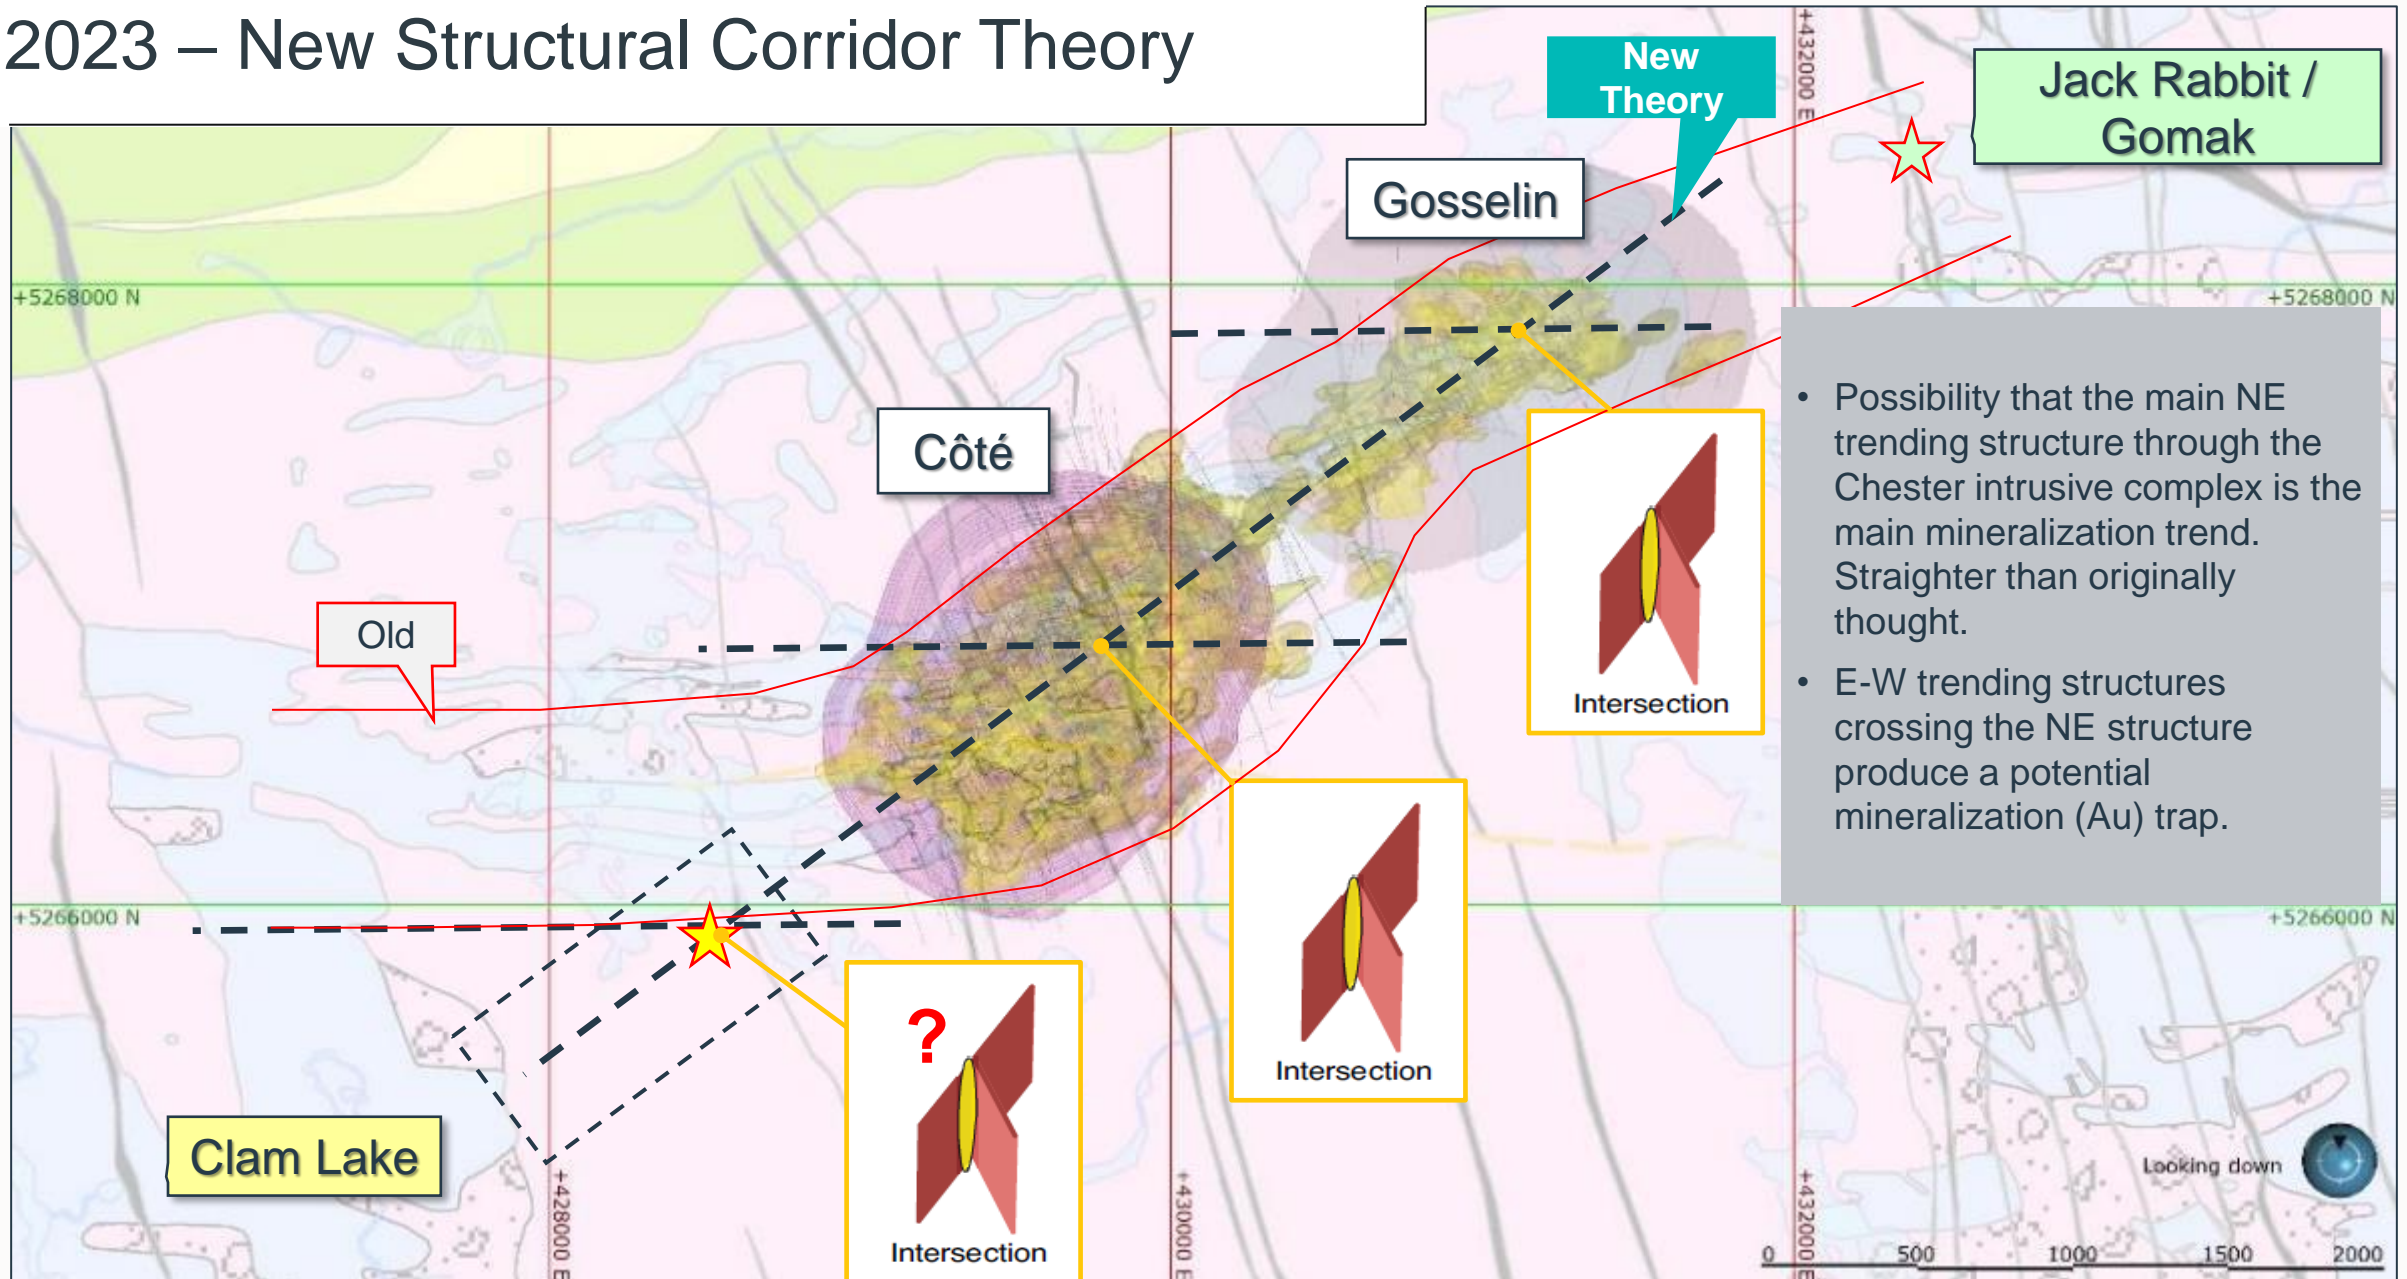 2023 – New Structural Corridor Theory
New
Theory
+432000 E
Jack Rabbit /
Gomak
Gosselin
+5268000 N
+5268000 N
Côté
• Possibility that the main NE
trending structure through the
Chester intrusive complex is the
main mineralization trend.
Straighter than originally
thought.
• E-W trending structures
crossing the NE structure
produce a potential
mineralization (Au) trap.
Old
Intersection
+5266000 N
+5266000 N
?
Intersection
Clam Lake
Intersection
+428000 E
+430000 E
+432000 E
Looking down
0 500 1000 1500 2000